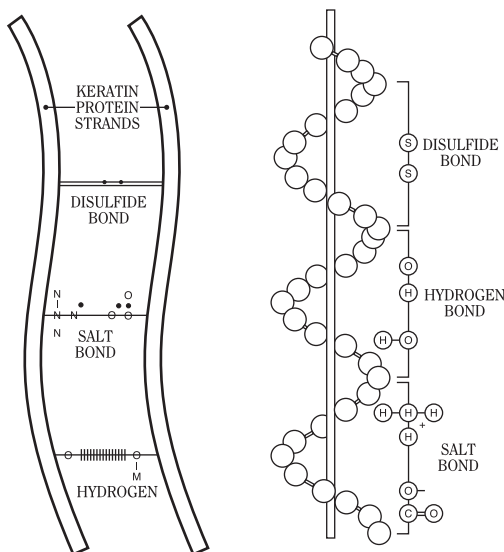 KERATIN
PROTEIN
STRANDS
DISULFIDE
BOND
N
N N O O O
N
SALT
BOND
O O
M
HYDROGEN
S
S
DISULFIDE
BOND
O
H
HYDROGEN
BOND
H O
H H H
+
H
SALT
BOND
O −
C O